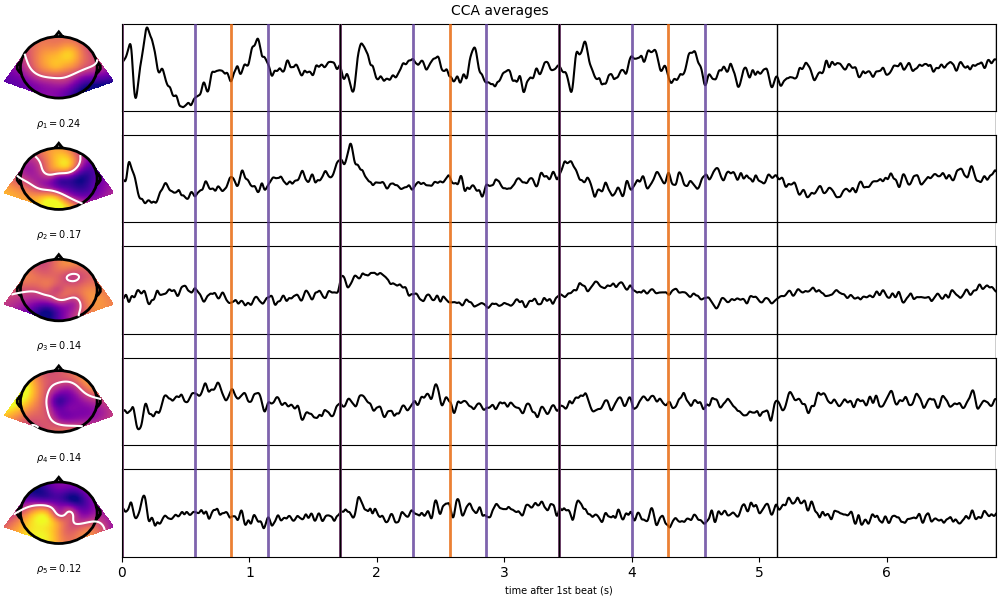 CCA averages
ρ1 = 0.24
ρ2 = 0.17
ρ3 = 0.14
ρ4 = 0.14
ρ5 = 0.12
0 1 2 3 4 5 6
time after 1st beat (s)